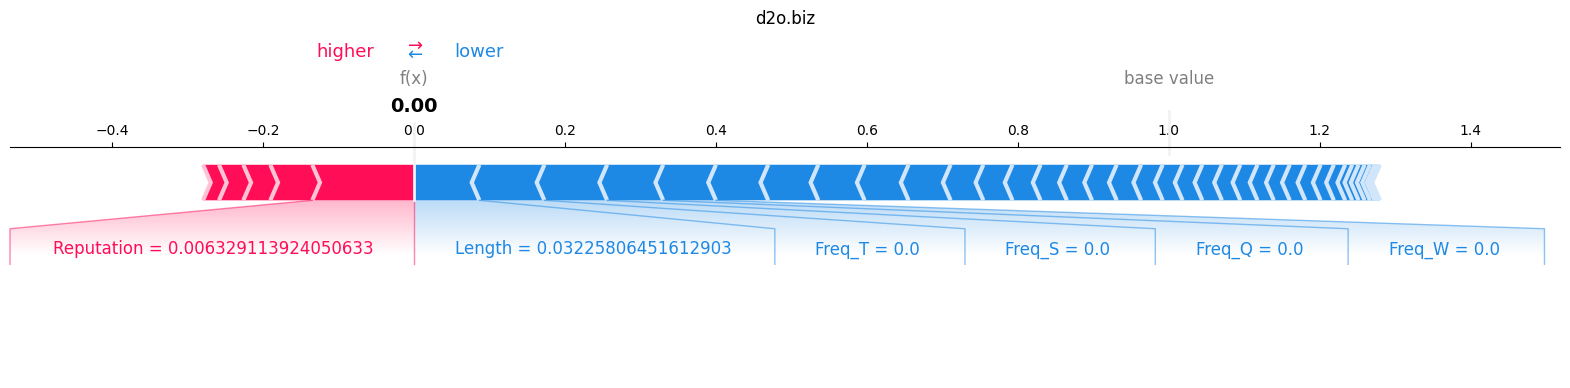 d2o.biz
higher ⇄ lower
f(x) base value
0.00
−0.4 −0.2 0.0 0.2 0.4 0.6 0.8 1.0 1.2 1.4
Reputation = 0.006329113924050633 Length = 0.03225806451612903 Freq_T = 0.0 Freq_S = 0.0 Freq_Q = 0.0 Freq_W = 0.0